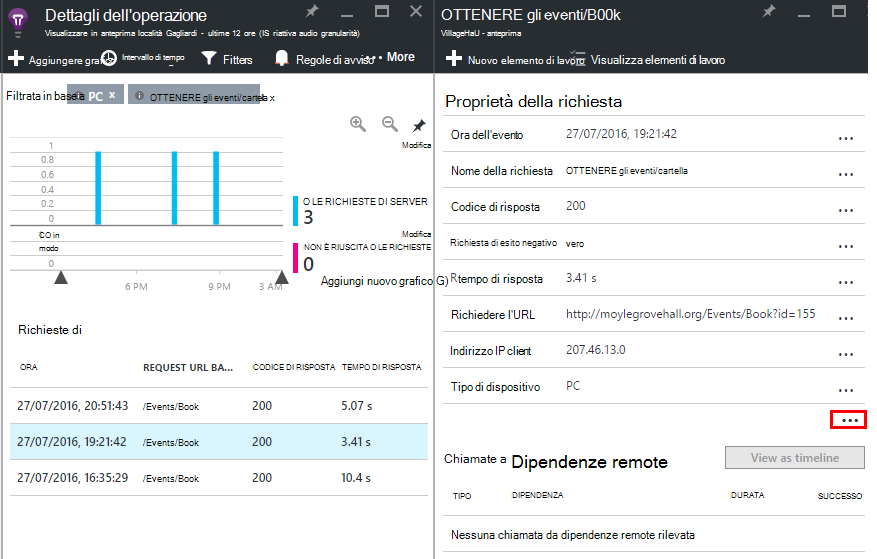 Dettagli dell'operazione
Visualizzare in anteprima località Gagliardi - ultime 12 ore (IS riattiva audio granularità)
Aggiungere grafico
Intervallo di tempo
Fitters
Regole di avviso
More
Filtrata in base a
PC x
OTTENERE gli eventi/cartella x
Modifica
1
0.8
0.6
0.4
0.2
0
O LE RICHIESTE DI SERVER
3
CO in
modo
0
Modifica
NON È RIUSCITA O LE RICHIESTE
0
6 PM
9 PM
3 AM
Aggiungi nuovo grafico G)
Richieste di
ORA REQUEST URL BA... CODICE DI RISPOSTA TEMPO DI RISPOSTA
27/07/2016, 20:51:43 /Events/Book 200 5.07 s
27/07/2016, 19:21:42 /Events/Book 200 3.41 s
27/07/2016, 16:35:29 /Events/Book 200 10.4 s
OTTENERE gli eventi/B00k
VillageHaU - anteprima
Nuovo elemento di lavoro
Visualizza elementi di lavoro
Proprietà della richiesta
Ora dell'evento 27/07/2016, 19:21:42 ...
Nome della richiesta OTTENERE gli eventi/cartella ...
Codice di risposta 200 ...
Richiesta di esito negativo vero ...
Rtempo di risposta 3.41 s ...
Richiedere l'URL http://moylegrovehall.org/Events/Book?id=155 ...
Indirizzo IP client 207.46.13.0 ...
Tipo di dispositivo PC ...
...
Chiamate a Dipendenze remote
View as timeline
TIPO DIPENDENZA DURATA SUCCESSO
Nessuna chiamata da dipendenze remote rilevata